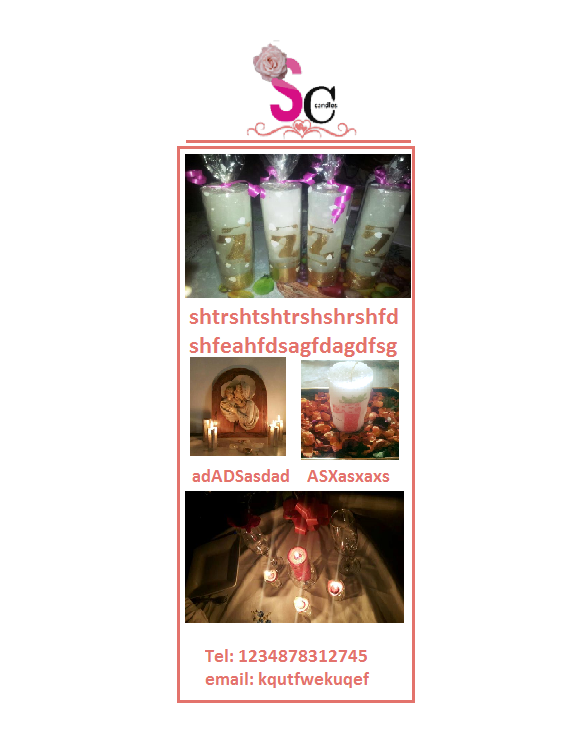 SC
candles
shtrshtshtrshshrshfd
shfeahfdsagfdagdfsg
adADSasdad ASXasxaxs
Tel: 1234878312745
email: kqutfwekuqef